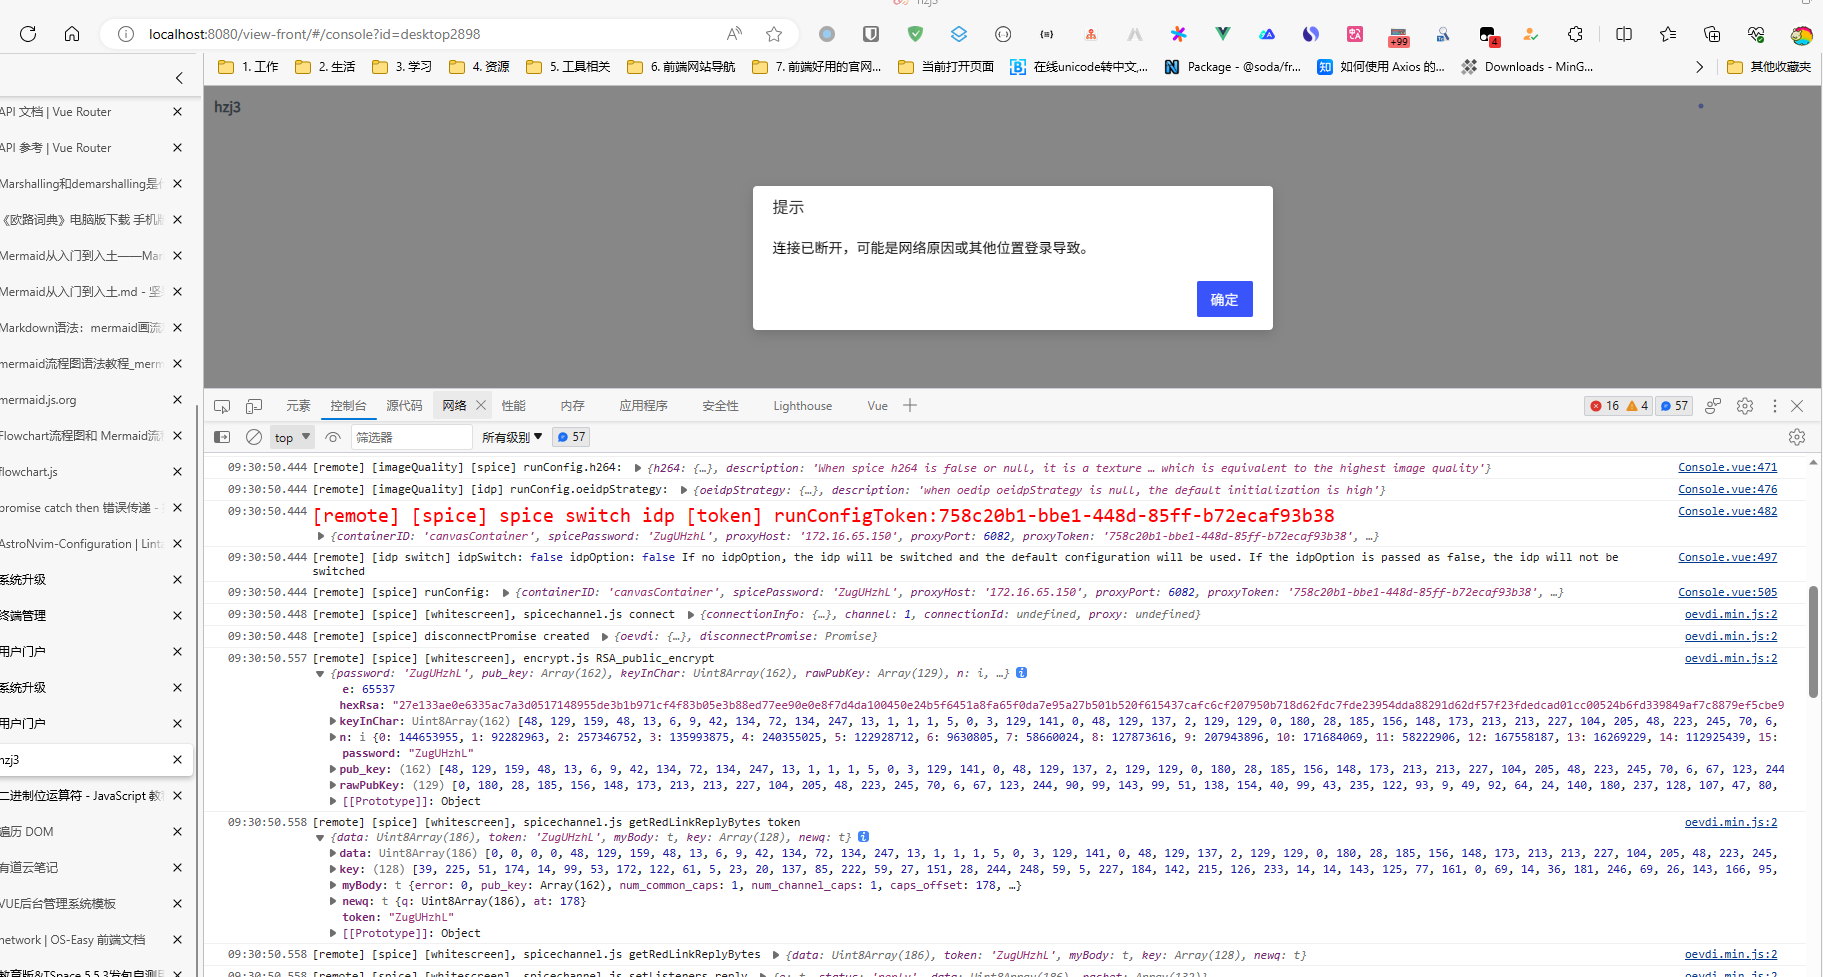 hzj3
localhost:8080/view-front/#/console?id=desktop2898
+99
4
1. 工作
2. 生活
3. 学习
4. 资源
5. 工具相关
6. 前端网站导航
7. 前端好用的官网...
当前打开页面
在线unicode转中文,...
Package - @soda/fr...
如何使用 Axios 的...
Downloads - MinG...
其他收藏夹
API 文档 | Vue Router
API 参考 | Vue Router
Marshalling和demarshalling是什
《欧路词典》电脑版下载 手机版
Mermaid从入门到入土——Mar
Mermaid从入门到入土.md - 坚
Markdown语法：mermaid画流
mermaid流程图语法教程_merm
mermaid.js.org
Flowchart流程图和 Mermaid流
flowchart.js
promise catch then 错误传递 -
AstroNvim-Configuration | Lint
系统升级
终端管理
用户门户
系统升级
用户门户
hzj3
二进制位运算符 - JavaScript 教
遍历 DOM
有道云笔记
VUE后台管理系统模板
network | OS-Easy 前端文档
教育版&TSpace 5.5.3发包自测用
hzj3
提示
连接已断开，可能是网络原因或其他位置登录导致。
确定
元素 控制台 源代码 网络 性能 内存 应用程序 安全性 Lighthouse Vue 16 4 57
top 筛选器 所有级别 57
09:30:50.444 [remote] [imageQuality] [spice] runConfig.h264: {h264: {…}, description: 'When spice h264 is false or null, it is a texture … which is equivalent to the highest image quality'} Console.vue:471
09:30:50.444 [remote] [imageQuality] [idp] runConfig.oeidpStrategy: {oeidpStrategy: {…}, description: 'when oedip oeidpStrategy is null, the default initialization is high'} Console.vue:476
09:30:50.444 [remote] [spice] spice switch idp [token] runConfigToken:758c20b1-bbe1-448d-85ff-b72ecaf93b38 Console.vue:482
{containerID: 'canvasContainer', spicePassword: 'ZugUHzhL', proxyHost: '172.16.65.150', proxyPort: 6082, proxyToken: '758c20b1-bbe1-448d-85ff-b72ecaf93b38', …}
09:30:50.444 [remote] [idp switch] idpSwitch: false idpOption: false If no idpOption, the idp will be switched and the default configuration will be used. If the idpOption is passed as false, the idp will not be Console.vue:497
switched
09:30:50.444 [remote] [spice] runConfig: {containerID: 'canvasContainer', spicePassword: 'ZugUHzhL', proxyHost: '172.16.65.150', proxyPort: 6082, proxyToken: '758c20b1-bbe1-448d-85ff-b72ecaf93b38', …} Console.vue:505
09:30:50.448 [remote] [spice] [whitescreen], spicechannel.js connect {connectionInfo: {…}, channel: 1, connectionId: undefined, proxy: undefined} oevdi.min.js:2
09:30:50.448 [remote] [spice] disconnectPromise created {oevdi: {…}, disconnectPromise: Promise} oevdi.min.js:2
09:30:50.557 [remote] [spice] [whitescreen], encrypt.js RSA_public_encrypt oevdi.min.js:2
{password: 'ZugUHzhL', pub_key: Array(162), keyInChar: Uint8Array(162), rawPubKey: Array(129), n: i, …}
e: 65537
hexRsa: "27e133ae0e6335ac7a3d0517148955de3b1b971cf4f83b05e3b88ed77ee90e0e8f7d4da100450e24b5f6451a8fa65f0da7e95a27b501b520f615437cafc6cf207950b718d62fdc7fde23954dda88291d62df57f23fdedcad01cc00524b6fd339849af7c8879ef5cbe9
keyInChar: Uint8Array(162) [48, 129, 159, 48, 13, 6, 9, 42, 134, 72, 134, 247, 13, 1, 1, 1, 5, 0, 3, 129, 141, 0, 48, 129, 137, 2, 129, 129, 0, 180, 28, 185, 156, 148, 173, 213, 213, 227, 104, 205, 48, 223, 245, 70, 6,
n: i {0: 144653955, 1: 92282963, 2: 257346752, 3: 135993875, 4: 240355025, 5: 122928712, 6: 9630805, 7: 58660024, 8: 127873616, 9: 207943896, 10: 171684069, 11: 58222906, 12: 167558187, 13: 16269229, 14: 112925439, 15:
password: "ZugUHzhL"
pub_key: (162) [48, 129, 159, 48, 13, 6, 9, 42, 134, 72, 134, 247, 13, 1, 1, 1, 5, 0, 3, 129, 141, 0, 48, 129, 137, 2, 129, 129, 0, 180, 28, 185, 156, 148, 173, 213, 213, 227, 104, 205, 48, 223, 245, 70, 6, 67, 123, 244
rawPubKey: (129) [0, 180, 28, 185, 156, 148, 173, 213, 213, 227, 104, 205, 48, 223, 245, 70, 6, 67, 123, 244, 90, 99, 143, 99, 51, 138, 154, 40, 99, 43, 235, 122, 93, 9, 49, 92, 64, 24, 140, 180, 237, 128, 107, 47, 80,
[[Prototype]]: Object
09:30:50.558 [remote] [spice] [whitescreen], spicechannel.js getRedLinkReplyBytes token oevdi.min.js:2
{data: Uint8Array(186), token: 'ZugUHzhL', myBody: t, key: Array(128), newq: t}
data: Uint8Array(186) [0, 0, 0, 0, 48, 129, 159, 48, 13, 6, 9, 42, 134, 72, 134, 247, 13, 1, 1, 1, 5, 0, 3, 129, 141, 0, 48, 129, 137, 2, 129, 129, 0, 180, 28, 185, 156, 148, 173, 213, 213, 227, 104, 205, 48, 223, 245,
key: (128) [39, 225, 51, 174, 14, 99, 53, 172, 122, 61, 5, 23, 20, 137, 85, 222, 59, 27, 151, 28, 244, 248, 59, 5, 227, 184, 142, 215, 126, 233, 14, 14, 143, 125, 77, 161, 0, 69, 14, 36, 181, 246, 69, 26, 143, 166, 95,
myBody: t {error: 0, pub_key: Array(162), num_common_caps: 1, num_channel_caps: 1, caps_offset: 178, …}
newq: t {q: Uint8Array(186), at: 178}
token: "ZugUHzhL"
[[Prototype]]: Object
09:30:50.558 [remote] [spice] [whitescreen], spicechannel.js getRedLinkReplyBytes {data: Uint8Array(186), token: 'ZugUHzhL', myBody: t, key: Array(128), newq: t} oevdi.min.js:2